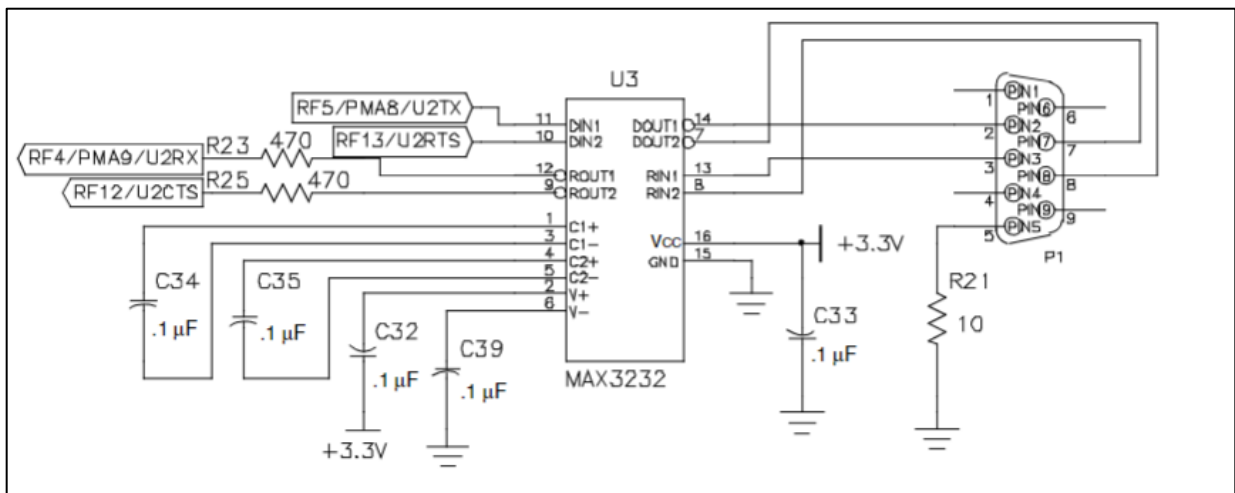 U3
RF5/PMA8/U2TX
RF13/U2RTS
RF4/PMA9/U2RX
R23
470
RF12/U2CTS
R25
470
11
10
12
9
1
3
4
5
2
6
DIN1
DIN2
ROUT1
ROUT2
C1+
C1-
C2+
C2-
V+
V-
DOUT1
DOUT2
RIN1
RIN2
VCC
GND
14
7
13
8
16
15
MAX3232
C34
.1 µF
C35
.1 µF
C32
.1 µF
+3.3V
C39
.1 µF
+3.3V
C33
.1 µF
PIN1
PIN6
PIN2
PIN7
PIN3
PIN8
PIN4
PIN9
PIN5
1
6
2
7
3
8
4
9
5
P1
R21
10